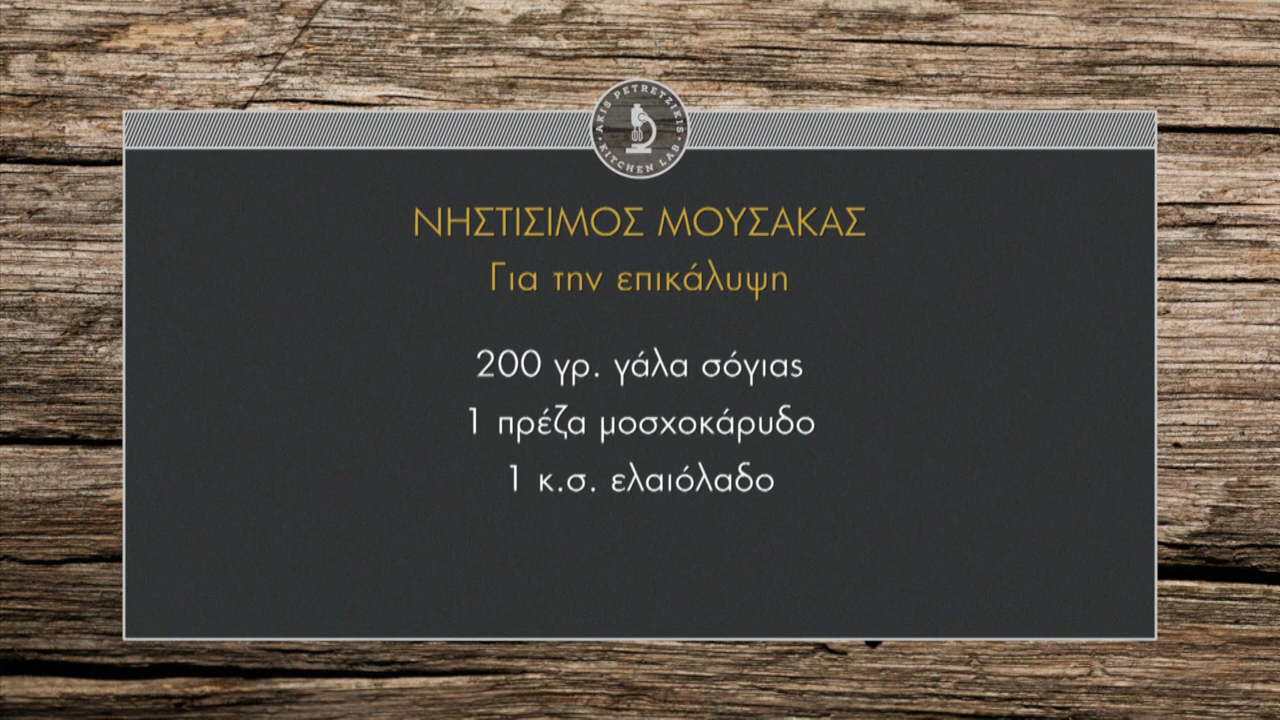 AKIS PETRETZIKIS
KITCHEN LAB
ΝΗΣΤΙΣΙΜΟΣ ΜΟΥΣΑΚΑΣ
Για την επικάλυψη
200 γρ. γάλα σόγιας
1 πρέζα μοσχοκάρυδο
1 κ.σ. ελαιόλαδο